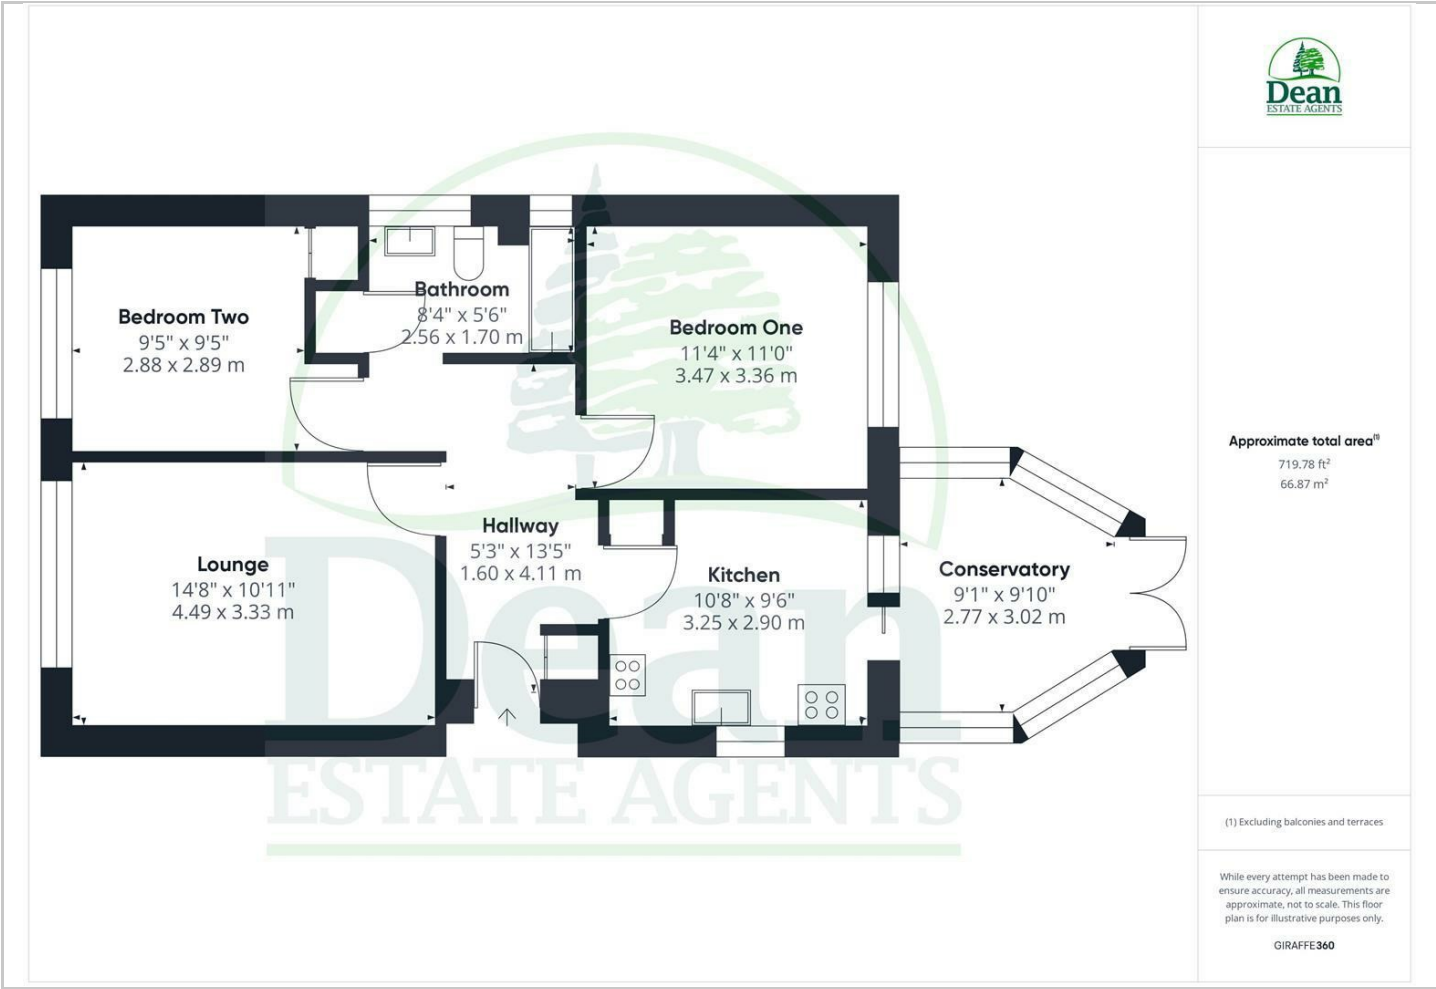 Dean
ESTATE AGENTS
Bedroom Two
9'5" x 9'5"
2.88 x 2.89 m
Bathroom
8'4" x 5'6"
2.56 x 1.70 m
Bedroom One
11'4" x 11'0"
3.47 x 3.36 m
Lounge
14'8" x 10'11"
4.49 x 3.33 m
Hallway
5'3" x 13'5"
1.60 x 4.11 m
Kitchen
10'8" x 9'6"
3.25 x 2.90 m
Conservatory
9'1" x 9'10"
2.77 x 3.02 m
Dean
ESTATE AGENTS
Approximate total area(1)
719.78 ft²
66.87 m²
(1) Excluding balconies and terraces
While every attempt has been made to
ensure accuracy, all measurements are
approximate, not to scale. This floor
plan is for illustrative purposes only.
GIRAFFE360